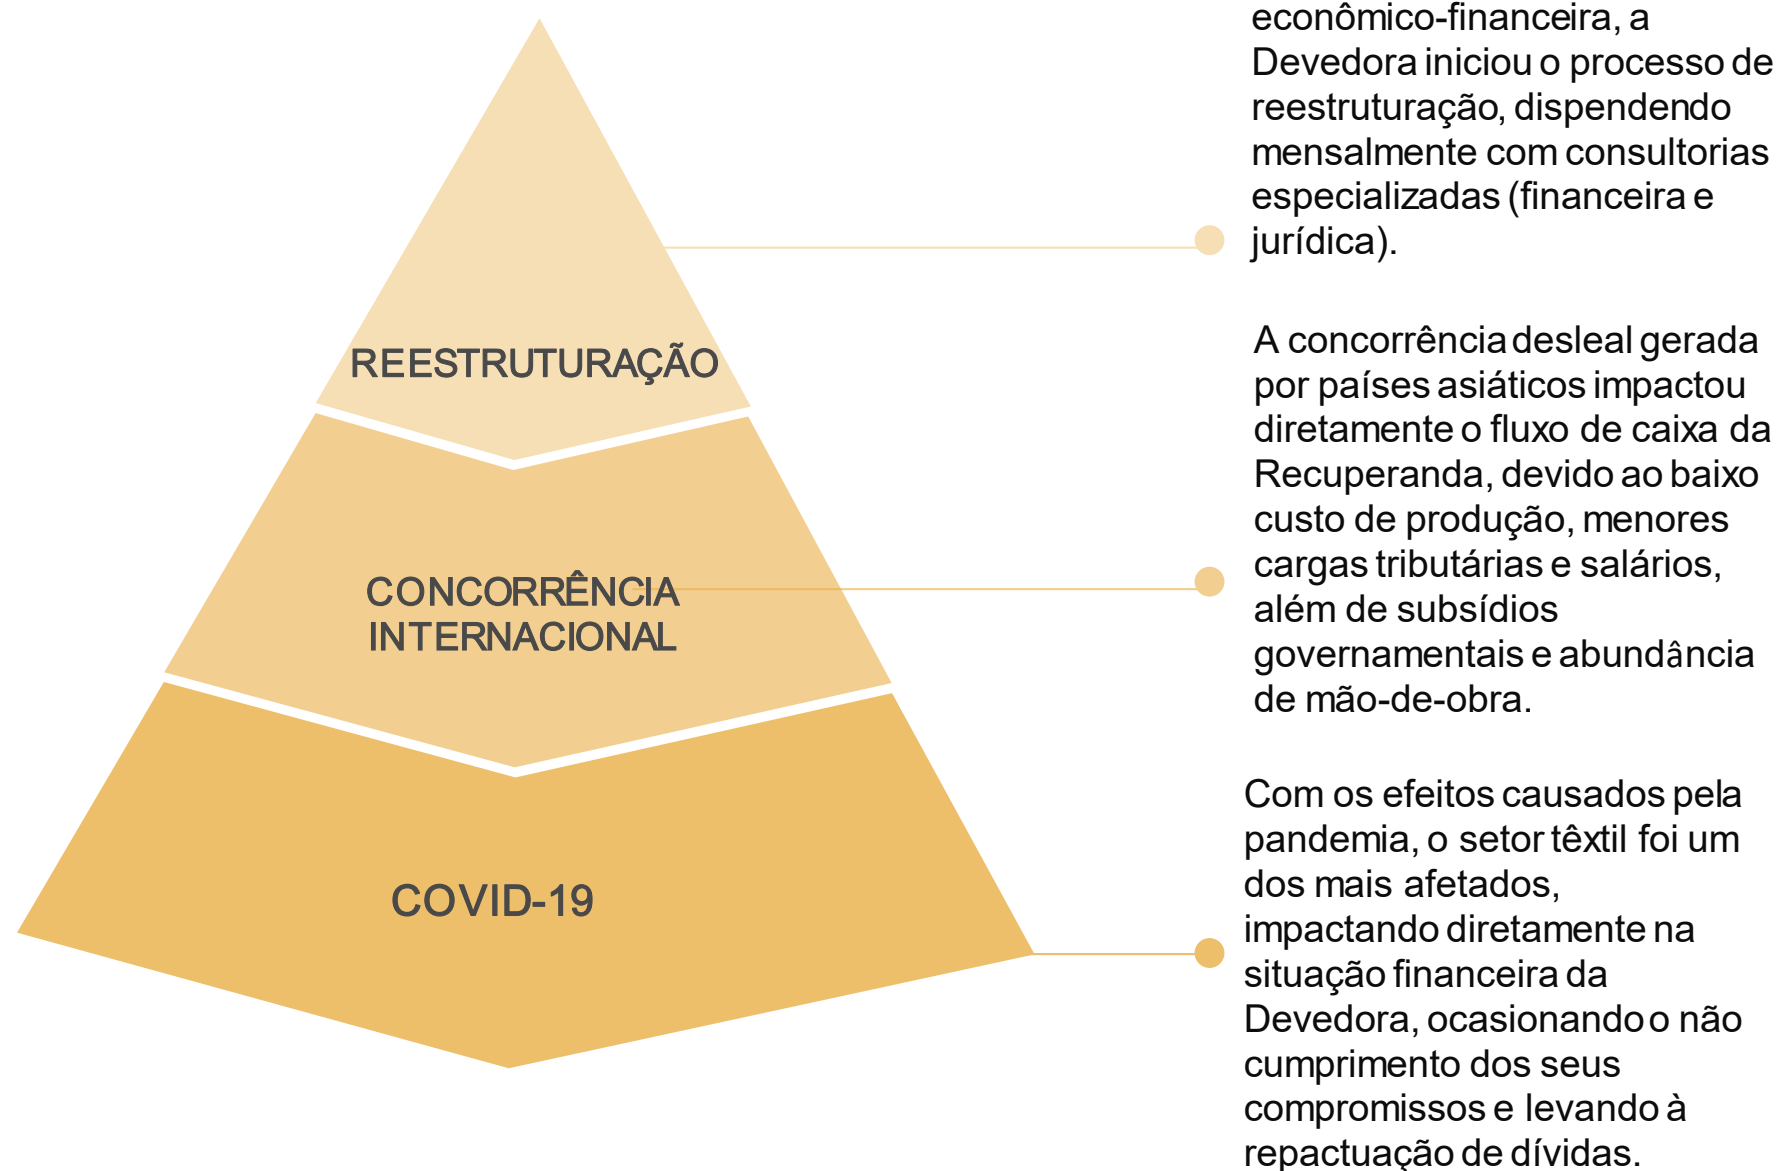 econômico-financeira, a
Devedora iniciou o processo de
reestruturação, dispendendo
mensalmente com consultorias
especializadas (financeira e
jurídica).
REESTRUTURAÇÃO
A concorrência desleal gerada
por países asiáticos impactou
diretamente o fluxo de caixa da
Recuperanda, devido ao baixo
custo de produção, menores
cargas tributárias e salários,
além de subsídios
governamentais e abundância
de mão-de-obra.
CONCORRÊNCIA
INTERNACIONAL
Com os efeitos causados pela
pandemia, o setor têxtil foi um
dos mais afetados,
impactando diretamente na
situação financeira da
Devedora, ocasionando o não
cumprimento dos seus
compromissos e levando à
repactuação de dívidas.
COVID-19